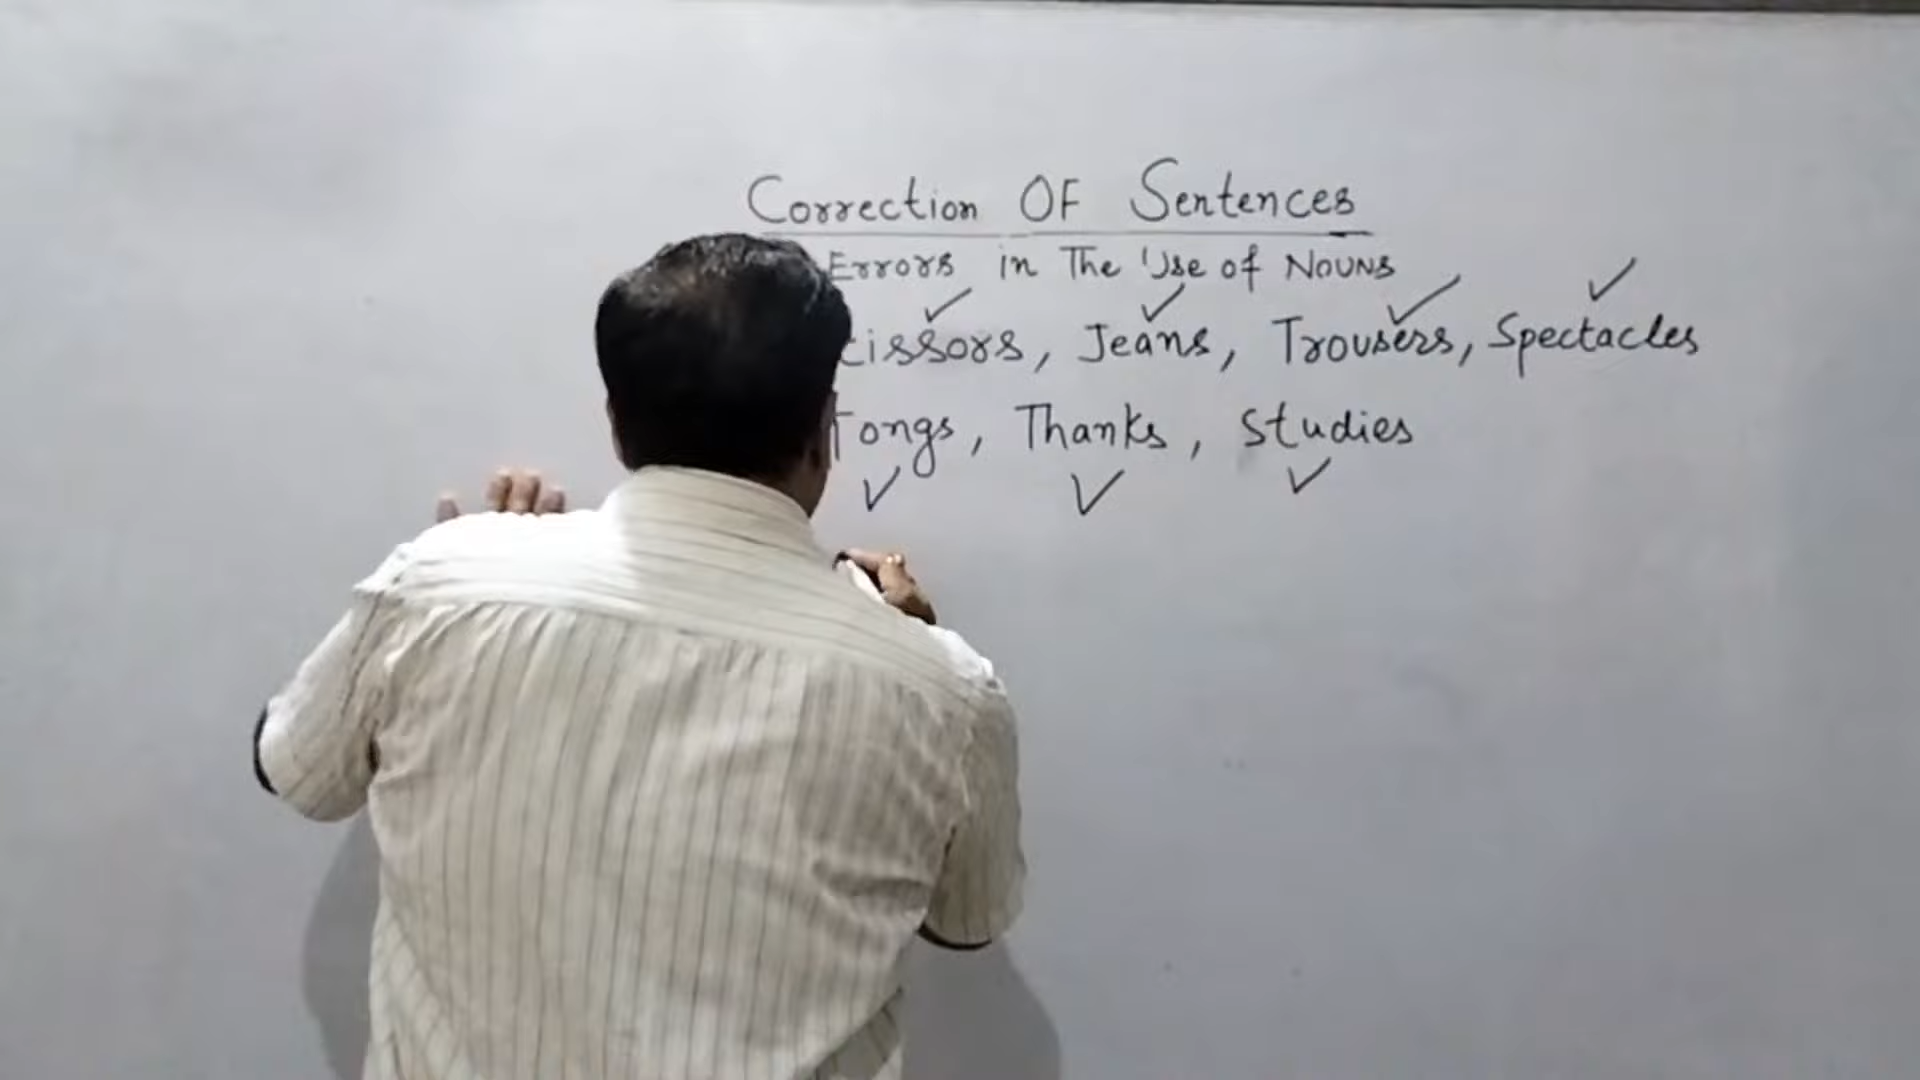 Correction OF Sentences
Errors in The Use of NOUNS
cissors, Jeans, Trousers, Spectacles
Tongs, Thanks, Studies